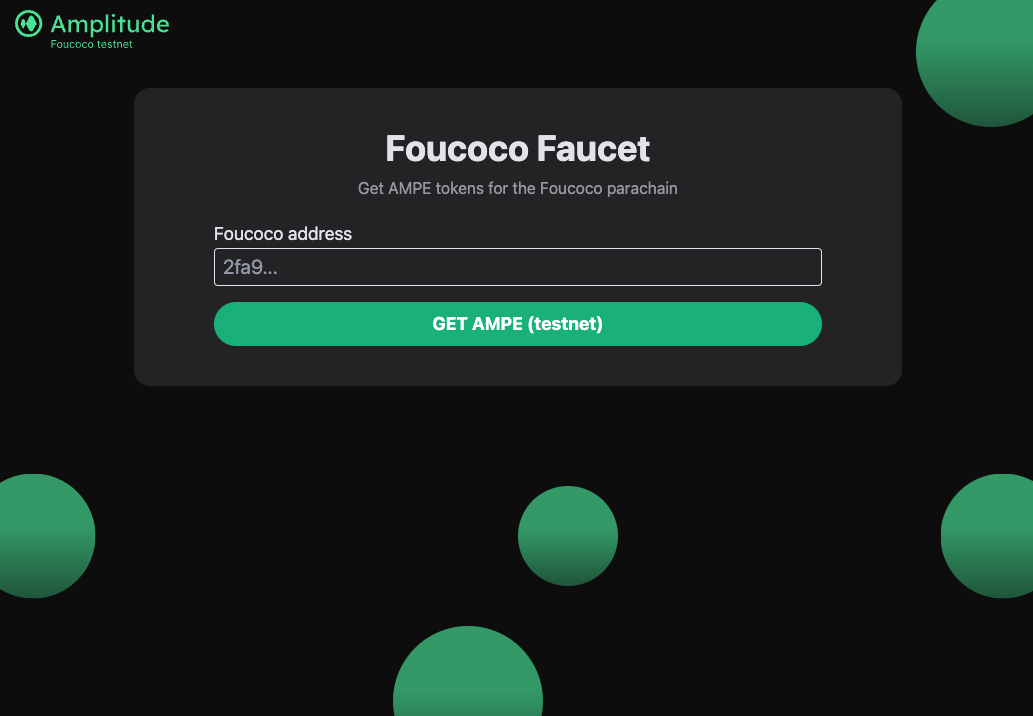 Amplitude
Foucoco testnet
Foucoco Faucet
Get AMPE tokens for the Foucoco parachain
Foucoco address
2fa9...
GET AMPE (testnet)